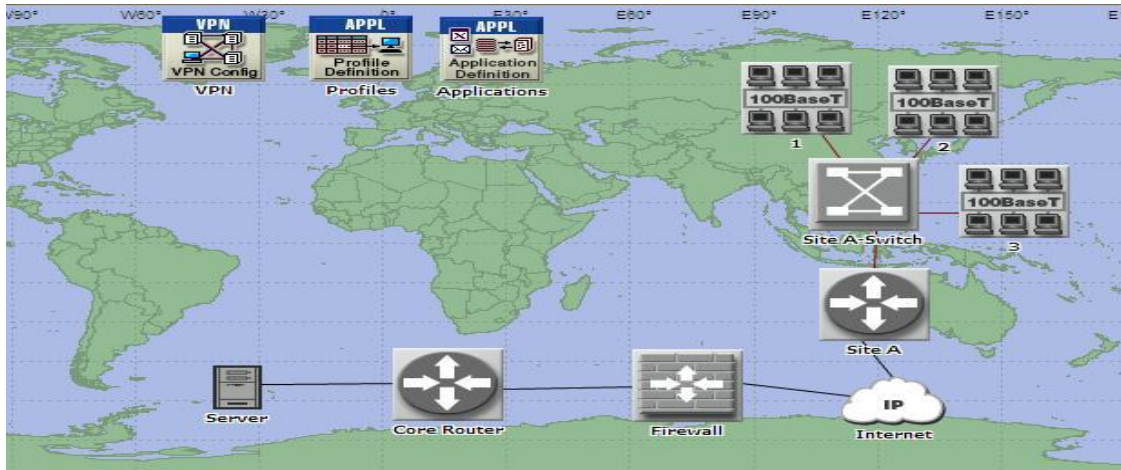 W90° W60° W30° 0° E30° E60° E90° E120° E150° E
VPN
VPN Config
VPN
APPL
Profile
Definition
Profiles
APPL
Application
Definition
Applications
100BaseT
1
100BaseT
2
100BaseT
3
Site A-Switch
Site A
Server
Core Router
Firewall
IP
Internet